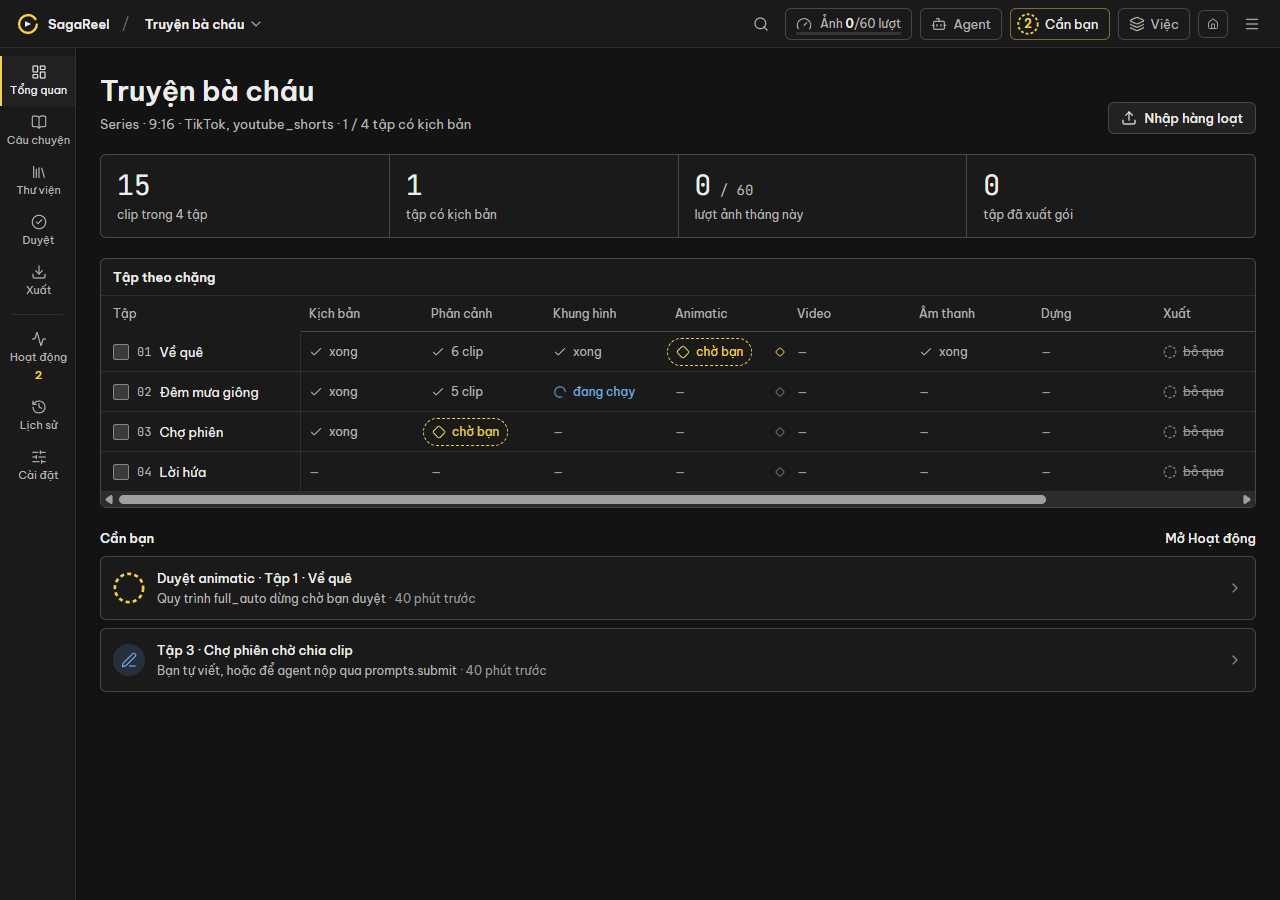 SagaReel / Truyện bà cháu
Ảnh 0/60 lượt
Agent
2 Cần bạn
Việc
Tổng quan
Câu chuyện
Thư viện
Duyệt
Xuất
Hoạt động
2
Lịch sử
Cài đặt
Truyện bà cháu
Series · 9:16 · TikTok, youtube_shorts · 1 / 4 tập có kịch bản
Nhập hàng loạt
15
clip trong 4 tập
1
tập có kịch bản
0 / 60
lượt ảnh tháng này
0
tập đã xuất gói
Tập theo chặng
Tập Kịch bản Phân cảnh Khung hình Animatic Video Âm thanh Dựng Xuất
01 Về quê xong 6 clip xong chờ bạn – xong – bỏ qua
02 Đêm mưa giông xong 5 clip đang chạy – – – – bỏ qua
03 Chợ phiên xong chờ bạn – – – – – bỏ qua
04 Lời hứa – – – – – – – bỏ qua
Cần bạn
Mở Hoạt động
Duyệt animatic · Tập 1 · Về quê
Quy trình full_auto dừng chờ bạn duyệt · 40 phút trước
Tập 3 · Chợ phiên chờ chia clip
Bạn tự viết, hoặc để agent nộp qua prompts.submit · 40 phút trước